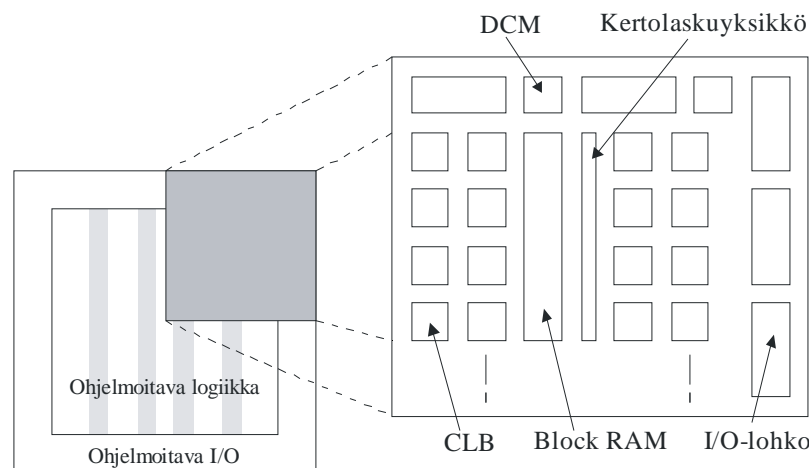 DCM
Kertolaskuyksikkö
Ohjelmoitava logiikka
Ohjelmoitava I/O
CLB
Block RAM
I/O-lohko